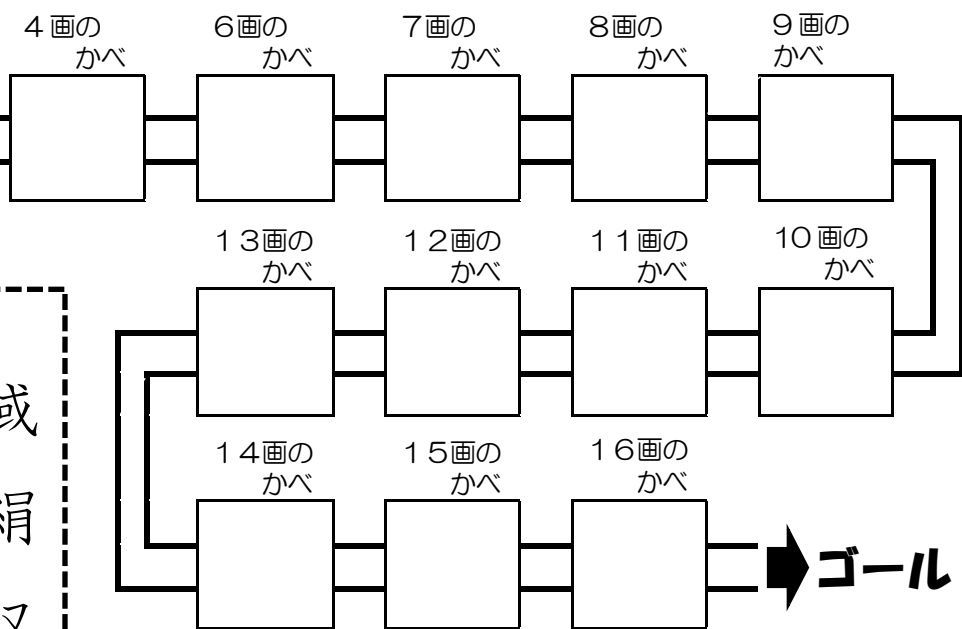 4画の
かべ
6画の
かべ
7画の
かべ
8画の
かべ
9画の
かべ
13画の
かべ
12画の
かべ
11画の
かべ
10画の
かべ
14画の
かべ
15画の
かべ
16画の
かべ
ゴール
域
絹